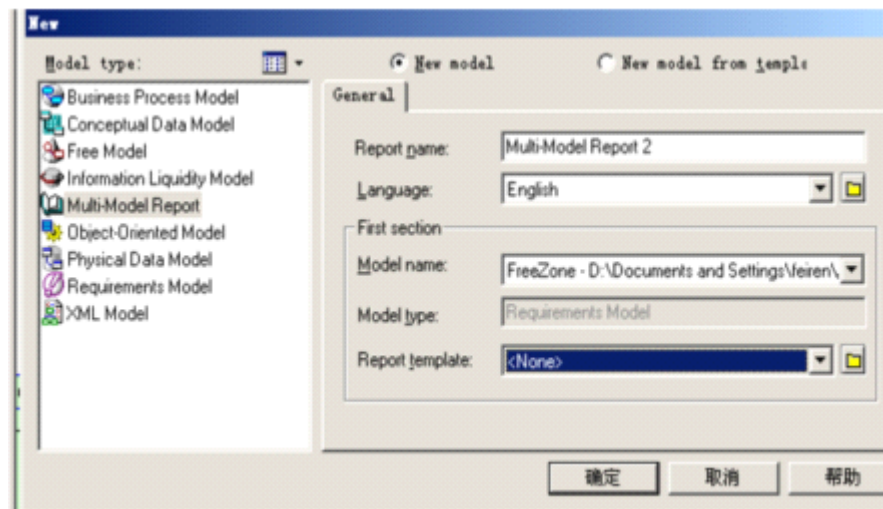 New
Model type:
New model
New model from templ
Business Process Model
Conceptual Data Model
Free Model
Information Liquidity Model
Multi-Model Report
Object-Oriented Model
Physical Data Model
Requirements Model
XML Model
General
Report name:
Multi-Model Report 2
Language:
English
First section
Model name:
FreeZone - D:\Documents and Settings\feiren\
Model type:
Requirements Model
Report template:
<None>
确定
取消
帮助